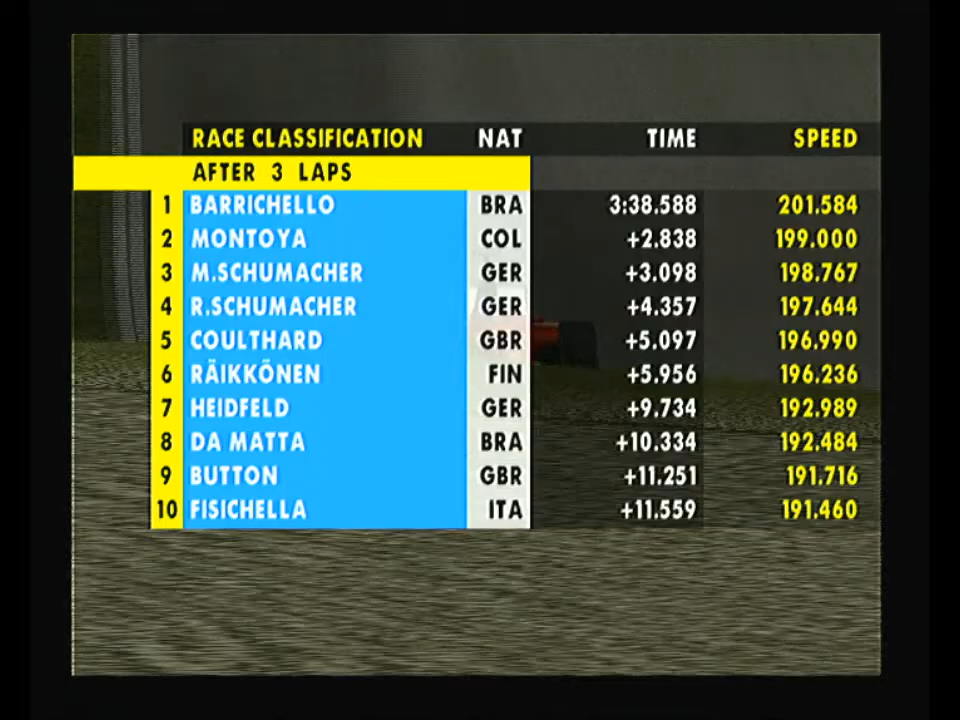 RACE CLASSIFICATION NAT TIME SPEED
AFTER 3 LAPS
1 BARRICHELLO BRA 3:38.588 201.584
2 MONTOYA COL +2.838 199.000
3 M.SCHUMACHER GER +3.098 198.767
4 R.SCHUMACHER GER +4.357 197.644
5 COULTHARD GBR +5.097 196.990
6 RÄIKKÖNEN FIN +5.956 196.236
7 HEIDFELD GER +9.734 192.989
8 DA MATTA BRA +10.334 192.484
9 BUTTON GBR +11.251 191.716
10 FISICHELLA ITA +11.559 191.460